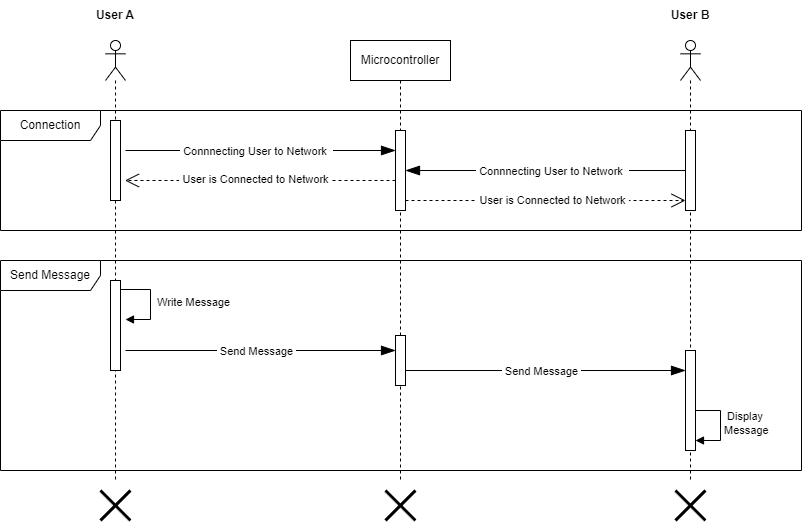 User A
User B
Microcontroller
Connection
Connnecting User to Network
Connnecting User to Network
User is Connected to Network
User is Connected to Network
Send Message
Write Message
Send Message
Send Message
Display
Message